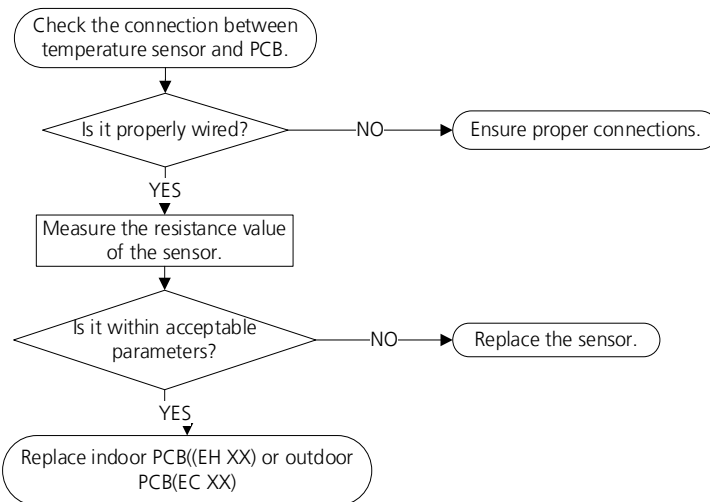 Check the connection between
temperature sensor and PCB.
Is it properly wired?
NO
Ensure proper connections.
YES
Measure the resistance value
of the sensor.
Is it within acceptable
parameters?
NO
Replace the sensor.
YES
Replace indoor PCB((EH XX) or outdoor
PCB(EC XX)